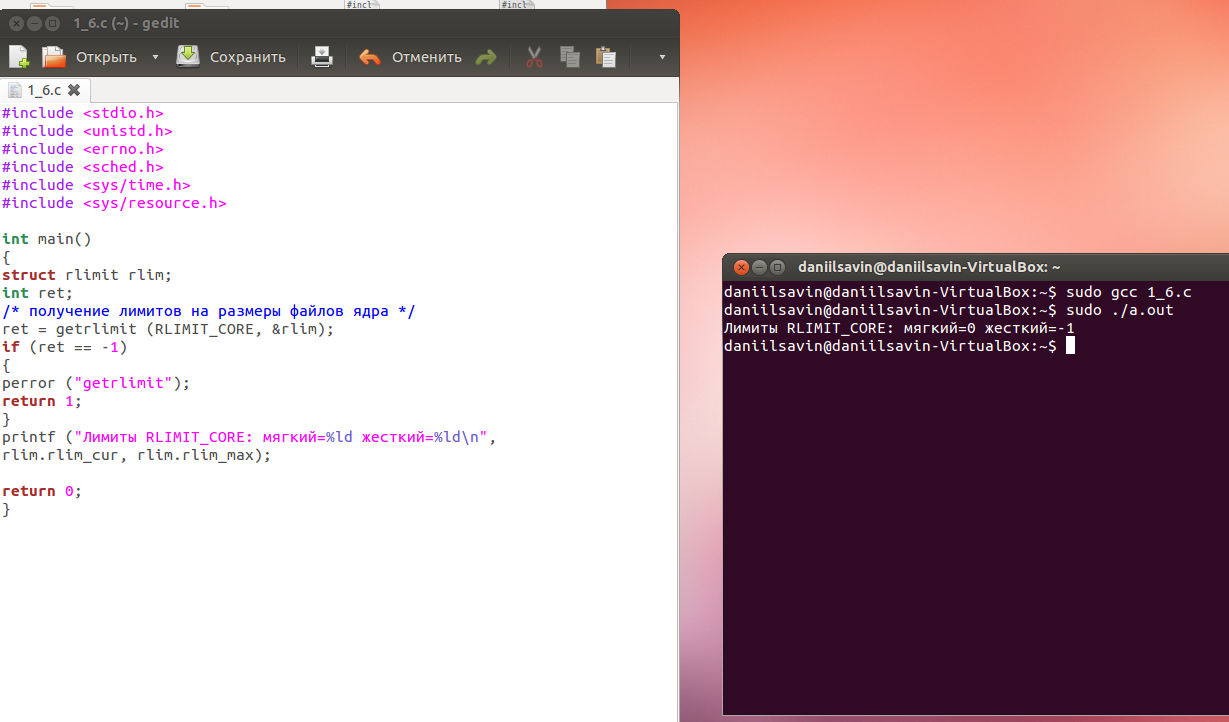 #incl
#incl
1_6.c (~) - gedit
Открыть
Сохранить
Отменить
1_6.c
#include <stdio.h>
#include <unistd.h>
#include <errno.h>
#include <sched.h>
#include <sys/time.h>
#include <sys/resource.h>
int main()
{
struct rlimit rlim;
int ret;
/* получение лимитов на размеры файлов ядра */
ret = getrlimit (RLIMIT_CORE, &rlim);
if (ret == -1)
{
perror ("getrlimit");
return 1;
}
printf ("Лимиты RLIMIT_CORE: мягкий=%ld жесткий=%ld\n",
rlim.rlim_cur, rlim.rlim_max);
return 0;
}
daniilsavin@daniilsavin-VirtualBox: ~
daniilsavin@daniilsavin-VirtualBox:~$ sudo gcc 1_6.c
daniilsavin@daniilsavin-VirtualBox:~$ sudo ./a.out
Лимиты RLIMIT_CORE: мягкий=0 жесткий=-1
daniilsavin@daniilsavin-VirtualBox:~$